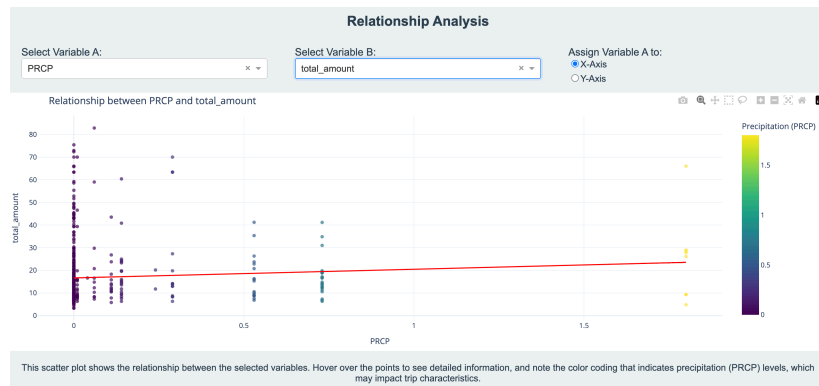 Relationship Analysis
Select Variable A:
PRCP
Select Variable B:
total_amount
Assign Variable A to:
X-Axis
Y-Axis
Relationship between PRCP and total_amount
Precipitation (PRCP)
total_amount
80
70
60
50
40
30
20
10
0
0
0.5
1
1.5
PRCP
1.5
1
0.5
0
This scatter plot shows the relationship between the selected variables. Hover over the points to see detailed information, and note the color coding that indicates precipitation (PRCP) levels, which
may impact trip characteristics.